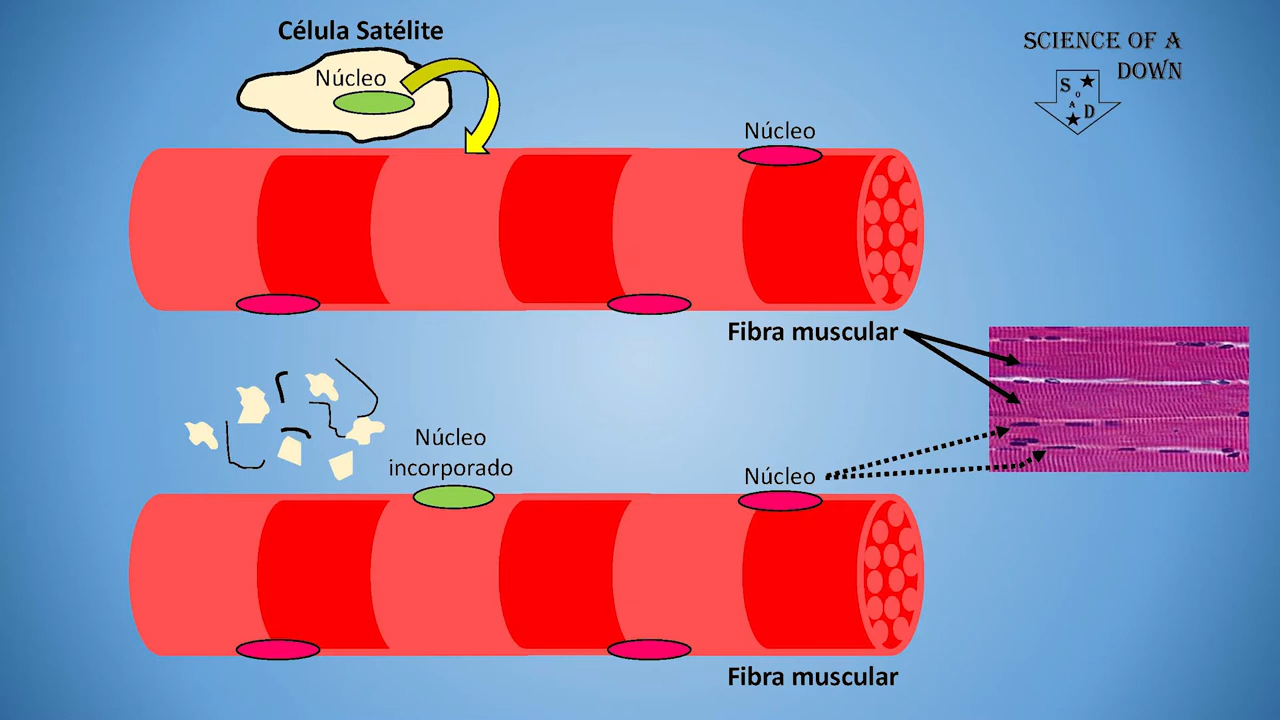 Célula Satélite
Núcleo
SCIENCE OF A
DOWN
S
O
A
D
Núcleo
Fibra muscular
Núcleo
incorporado
Núcleo
Fibra muscular